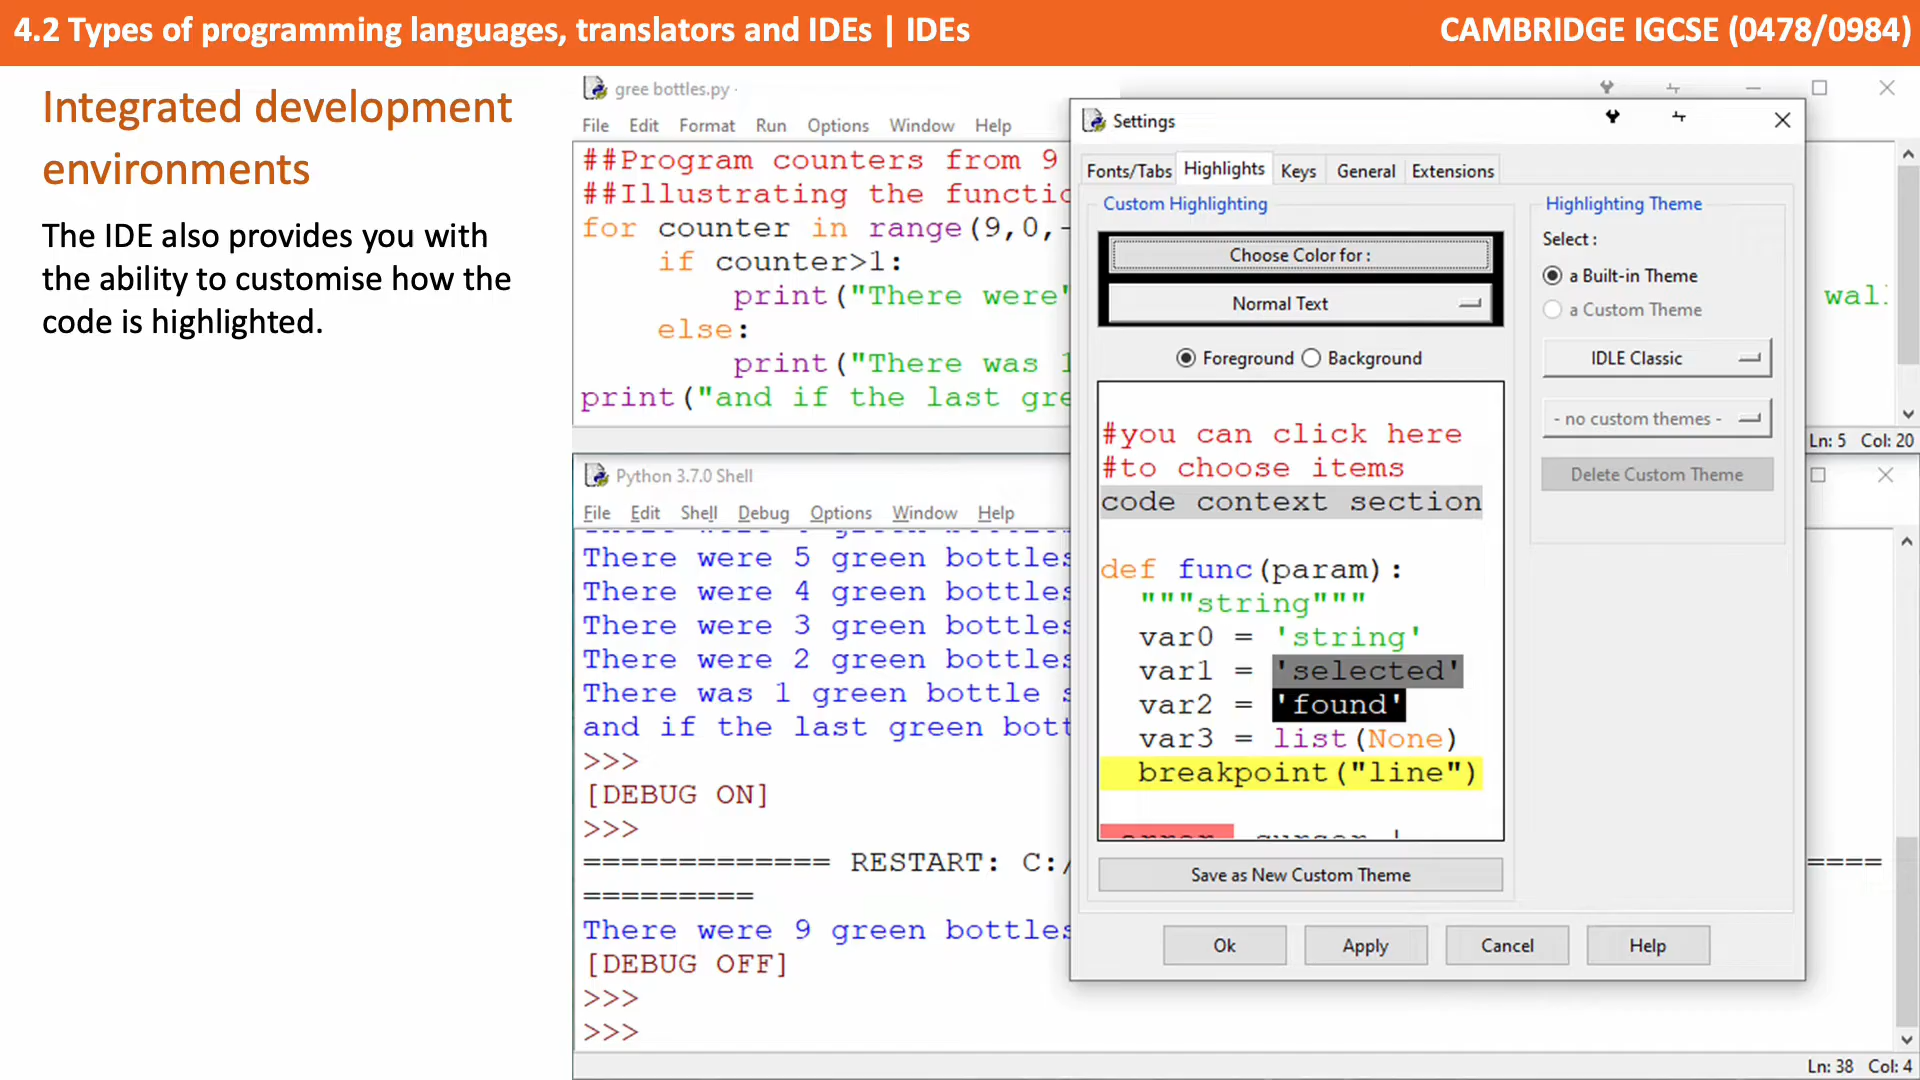 4.2 Types of programming languages, translators and IDEs | IDEs
CAMBRIDGE IGCSE (0478/0984)
Integrated development
environments
The IDE also provides you with
the ability to customise how the
code is highlighted.
gree bottles.py
File Edit Format Run Options Window Help
##Program counters from 9
##Illustrating the functio
for counter in range(9,0,-
if counter>1:
print("There were"
wal
else:
print("There was 1
print("and if the last gre
Ln: 5 Col: 20
Python 3.7.0 Shell
File Edit Shell Debug Options Window Help
There were 5 green bottles
There were 4 green bottles
There were 3 green bottles
There were 2 green bottles
There was 1 green bottle s
and if the last green bott
>>>
[DEBUG ON]
>>>
============= RESTART: C:/
====
=========
There were 9 green bottles
[DEBUG OFF]
>>>
>>>
Ln: 38 Col: 4
Settings
Fonts/Tabs Highlights Keys General Extensions
Custom Highlighting
Choose Color for :
Normal Text
Foreground Background
#you can click here
#to choose items
code context section
def func(param):
"""string"""
var0 = 'string'
var1 = 'selected'
var2 = 'found'
var3 = list(None)
breakpoint("line")
error cursor |
Save as New Custom Theme
Highlighting Theme
Select :
a Built-in Theme
a Custom Theme
IDLE Classic
- no custom themes -
Delete Custom Theme
Ok Apply Cancel Help